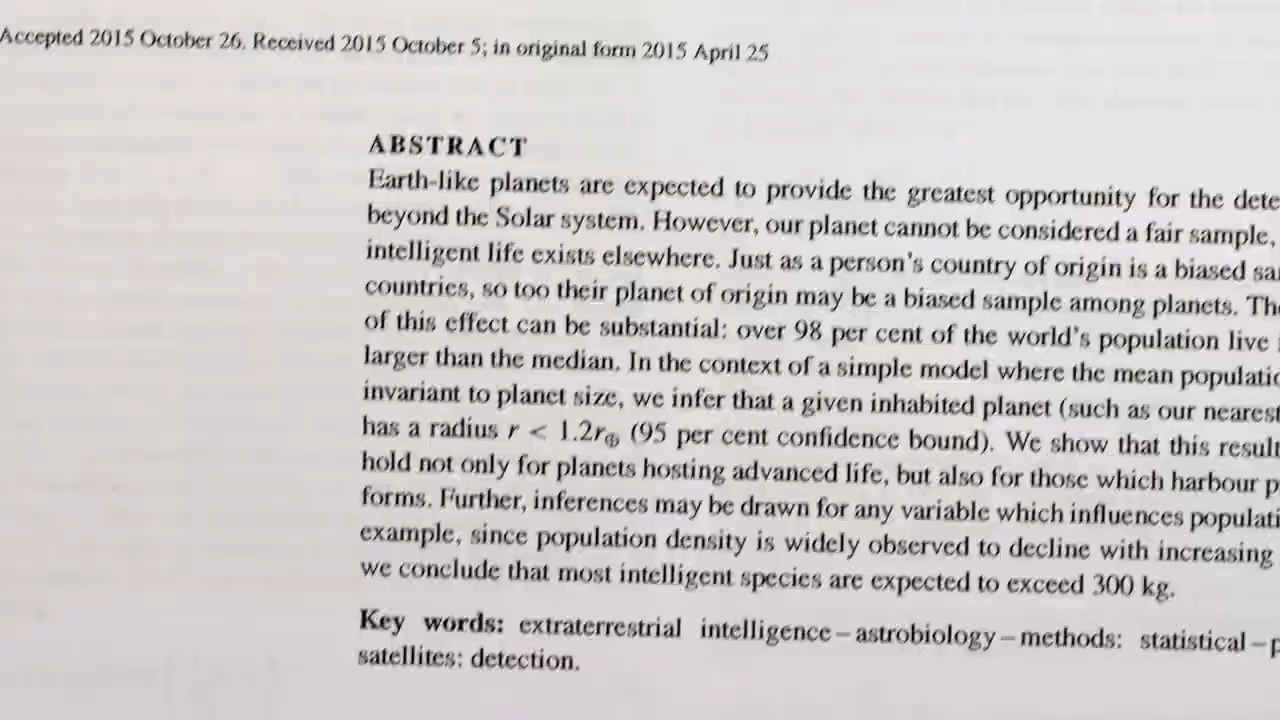 Accepted 2015 October 26. Received 2015 October 5; in original form 2015 April 25
ABSTRACT
Earth-like planets are expected to provide the greatest opportunity for the dete
beyond the Solar system. However, our planet cannot be considered a fair sample,
intelligent life exists elsewhere. Just as a person's country of origin is a biased sa
countries, so too their planet of origin may be a biased sample among planets. The
of this effect can be substantial: over 98 per cent of the world's population live
larger than the median. In the context of a simple model where the mean populatio
invariant to planet size, we infer that a given inhabited planet (such as our nearest
has a radius r < 1.2r⊕ (95 per cent confidence bound). We show that this result
hold not only for planets hosting advanced life, but also for those which harbour p
forms. Further, inferences may be drawn for any variable which influences populati
example, since population density is widely observed to decline with increasing
we conclude that most intelligent species are expected to exceed 300 kg.
Key words: extraterrestrial intelligence – astrobiology – methods: statistical – p
satellites: detection.